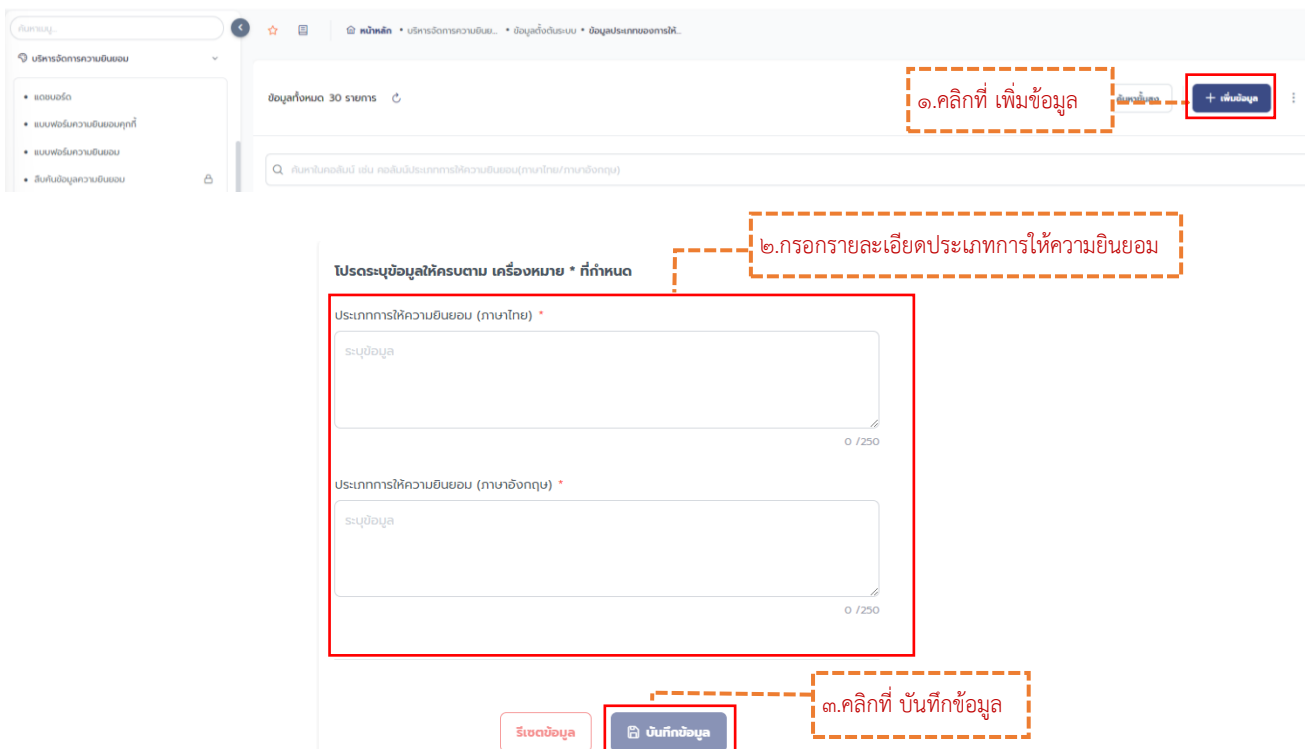 ค้นหาเมนู...
หน้าหลัก • บริหารจัดการความยินย... • ข้อมูลตั้งต้นระบบ • ข้อมูลประเภทของการให้...
บริหารจัดการความยินยอม
• แดชบอร์ด
• แบบฟอร์มความยินยอมคุกกี้
• แบบฟอร์มความยินยอม
• สืบค้นข้อมูลความยินยอม
ข้อมูลทั้งหมด 30 รายการ
๑.คลิกที่ เพิ่มข้อมูล
ค้นหาขั้นสูง
+ เพิ่มข้อมูล
ค้นหาในคอลัมน์ เช่น คอลัมน์ประเภทการให้ความยินยอม(ภาษาไทย/ภาษาอังกฤษ)
๒.กรอกรายละเอียดประเภทการให้ความยินยอม
โปรดระบุข้อมูลให้ครบตาม เครื่องหมาย * ที่กำหนด
ประเภทการให้ความยินยอม (ภาษาไทย) *
ระบุข้อมูล
0 /250
ประเภทการให้ความยินยอม (ภาษาอังกฤษ) *
ระบุข้อมูล
0 /250
๓.คลิกที่ บันทึกข้อมูล
รีเซตข้อมูล
บันทึกข้อมูล